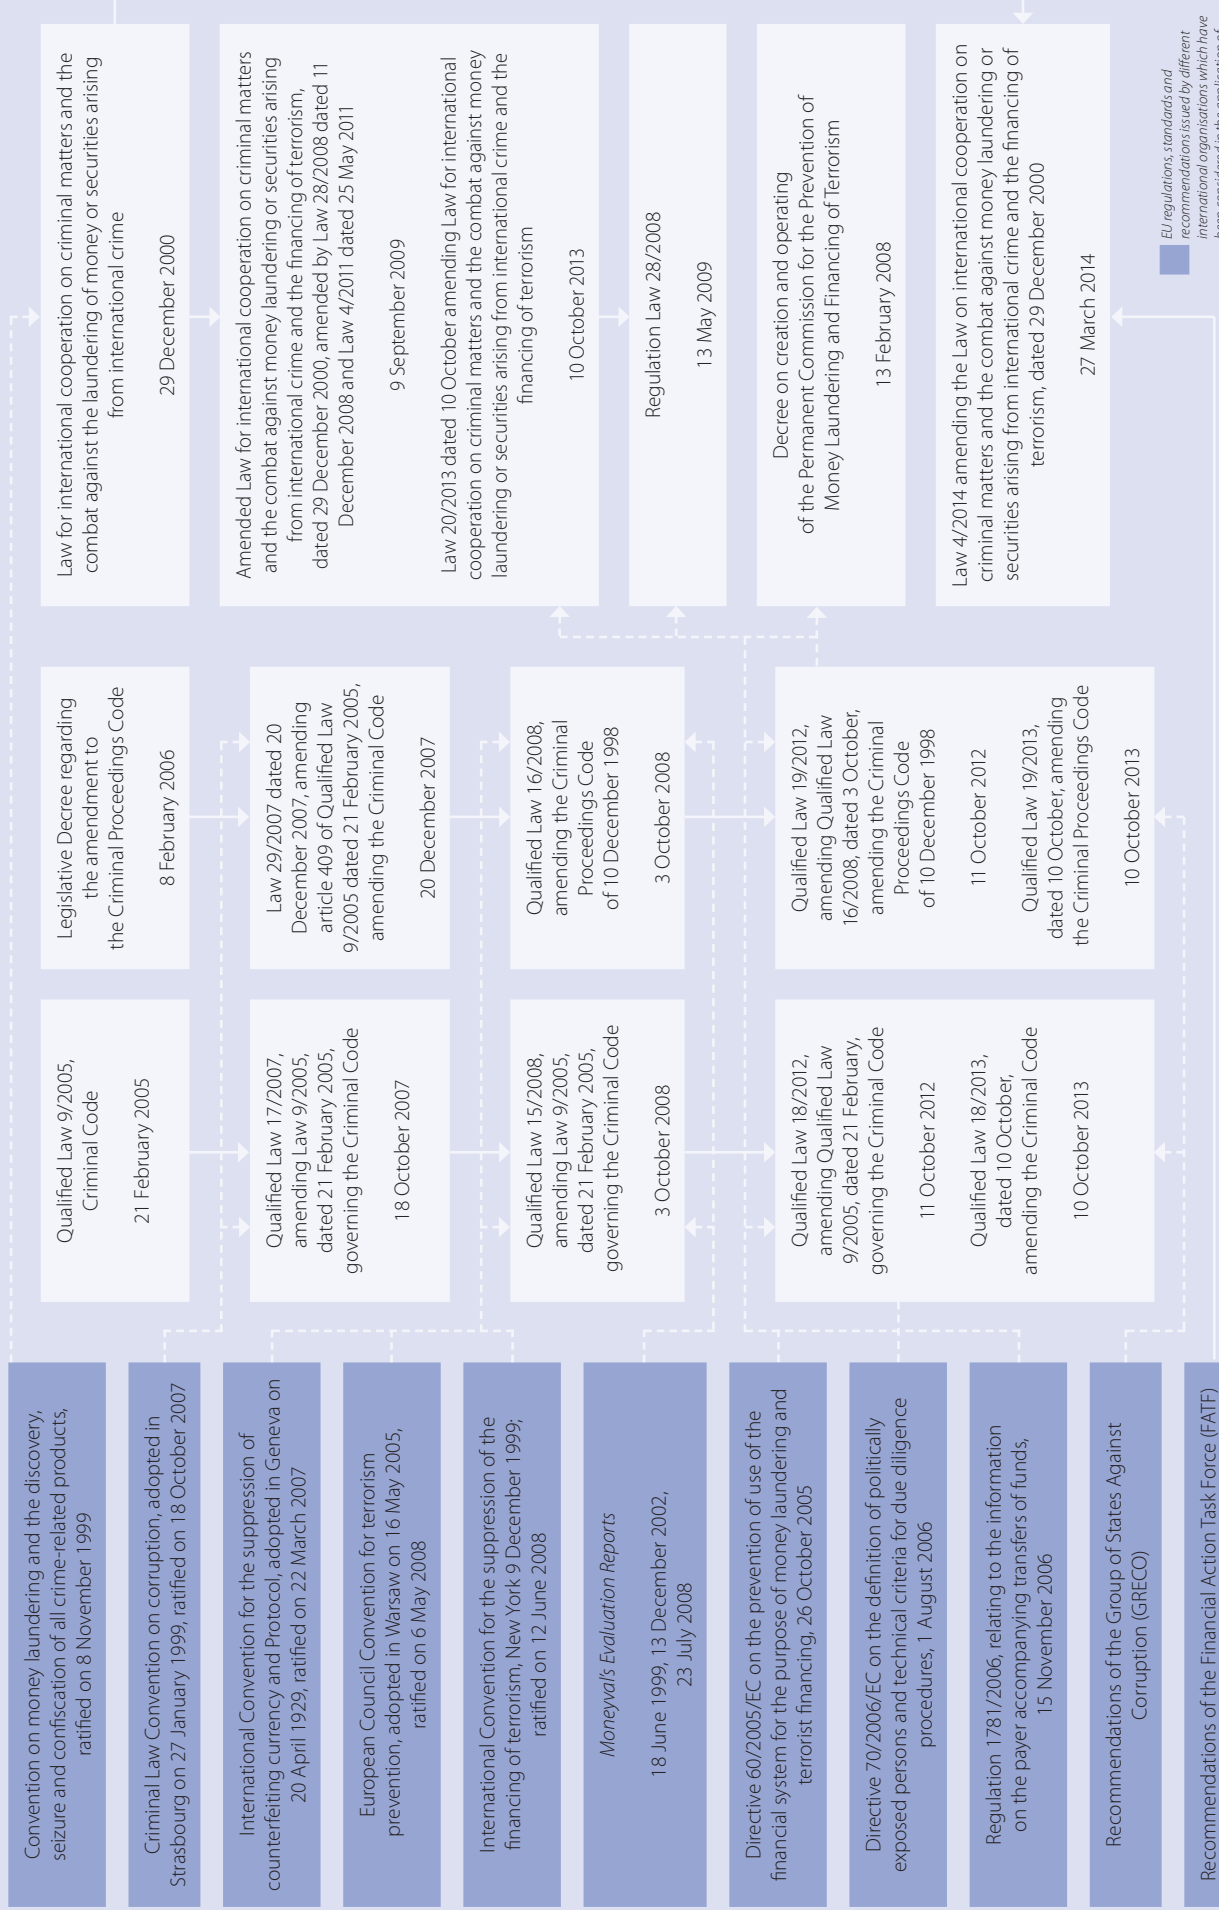 Convention on money laundering and the discovery,
seizure and confiscation of all crime-related products,
ratified on 8 November 1999
Criminal Law Convention on corruption, adopted in
Strasbourg on 27 January 1999, ratified on 18 October 2007
International Convention for the suppression of
counterfeiting currency and Protocol, adopted in Geneva on
20 April 1929, ratified on 22 March 2007
European Council Convention for terrorism
prevention, adopted in Warsaw on 16 May 2005,
ratified on 6 May 2008
International Convention for the suppression of the
financing of terrorism, New York 9 December 1999;
ratified on 12 June 2008
Moneyval's Evaluation Reports
18 June 1999, 13 December 2002,
23 July 2008
Directive 60/2005/EC on the prevention of use of the
financial system for the purpose of money laundering and
terrorist financing, 26 October 2005
Directive 70/2006/EC on the definition of politically
exposed persons and technical criteria for due diligence
procedures, 1 August 2006
Regulation 1781/2006, relating to the information
on the payer accompanying transfers of funds,
15 November 2006
Recommendations of the Group of States Against
Corruption (GRECO)
Recommendations of the Financial Action Task Force (FATF)
Qualified Law 9/2005,
Criminal Code
21 February 2005
Qualified Law 17/2007,
amending Law 9/2005,
dated 21 February 2005,
governing the Criminal Code
18 October 2007
Qualified Law 15/2008,
amending Law 9/2005,
dated 21 February 2005,
governing the Criminal Code
3 October 2008
Qualified Law 18/2012,
amending Qualified Law
9/2005, dated 21 February,
governing the Criminal Code
11 October 2012
Qualified Law 18/2013,
dated 10 October,
amending the Criminal Code
10 October 2013
Legislative Decree regarding
the amendment to
the Criminal Proceedings Code
8 February 2006
Law 29/2007 dated 20
December 2007, amending
article 409 of Qualified Law
9/2005 dated 21 February 2005,
amending the Criminal Code
20 December 2007
Qualified Law 16/2008,
amending the Criminal
Proceedings Code
of 10 December 1998
3 October 2008
Qualified Law 19/2012,
amending Qualified Law
16/2008, dated 3 October,
amending the Criminal
Proceedings Code
of 10 December 1998
11 October 2012
Qualified Law 19/2013,
dated 10 October, amending
the Criminal Proceedings Code
10 October 2013
Law for international cooperation on criminal matters and the
combat against the laundering of money or securities arising
from international crime
29 December 2000
Amended Law for international cooperation on criminal matters
and the combat against money laundering or securities arising
from international crime and the financing of terrorism,
dated 29 December 2000, amended by Law 28/2008 dated 11
December 2008 and Law 4/2011 dated 25 May 2011
9 September 2009
Law 20/2013 dated 10 October amending Law for international
cooperation on criminal matters and the combat against money
laundering or securities arising from international crime and the
financing of terrorism
10 October 2013
Regulation Law 28/2008
13 May 2009
Decree on creation and operating
of the Permanent Commission for the Prevention of
Money Laundering and Financing of Terrorism
13 February 2008
Law 4/2014 amending the Law on international cooperation on
criminal matters and the combat against money laundering or
securities arising from international crime and the financing of
terrorism, dated 29 December 2000
27 March 2014
EU regulations, standards and
recommendations issued by different
international organisations which have